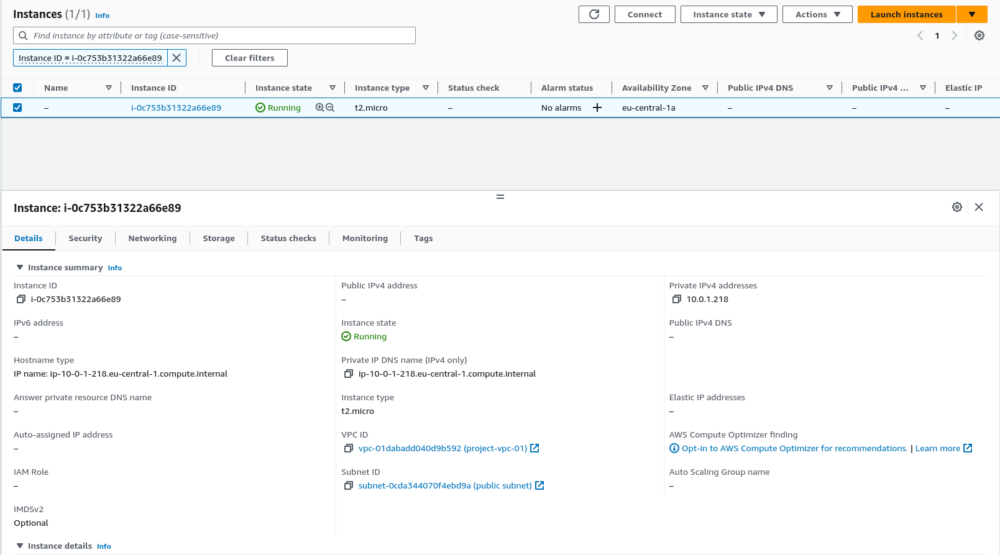 Instances (1/1) Info
Connect
Instance state
Actions
Launch instances
Find instance by attribute or tag (case-sensitive)
1
Instance ID = i-0c753b31322a66e89
Clear filters
Name Instance ID Instance state Instance type Status check Alarm status Availability Zone Public IPv4 DNS Public IPv4 ... Elastic IP
– i-0c753b31322a66e89 Running t2.micro – No alarms + eu-central-1a – – –
Instance: i-0c753b31322a66e89
Details Security Networking Storage Status checks Monitoring Tags
Instance summary Info
Instance ID Public IPv4 address Private IPv4 addresses
i-0c753b31322a66e89 – 10.0.1.218
IPv6 address Instance state Public IPv4 DNS
– Running –
Hostname type Private IP DNS name (IPv4 only)
IP name: ip-10-0-1-218.eu-central-1.compute.internal ip-10-0-1-218.eu-central-1.compute.internal
Answer private resource DNS name Instance type Elastic IP addresses
– t2.micro –
Auto-assigned IP address VPC ID AWS Compute Optimizer finding
– vpc-01dabadd040d9b592 (project-vpc-01) Opt-in to AWS Compute Optimizer for recommendations. | Learn more
IAM Role Subnet ID Auto Scaling Group name
– subnet-0cda344070f4ebd9a (public subnet) –
IMDSv2
Optional
Instance details Info